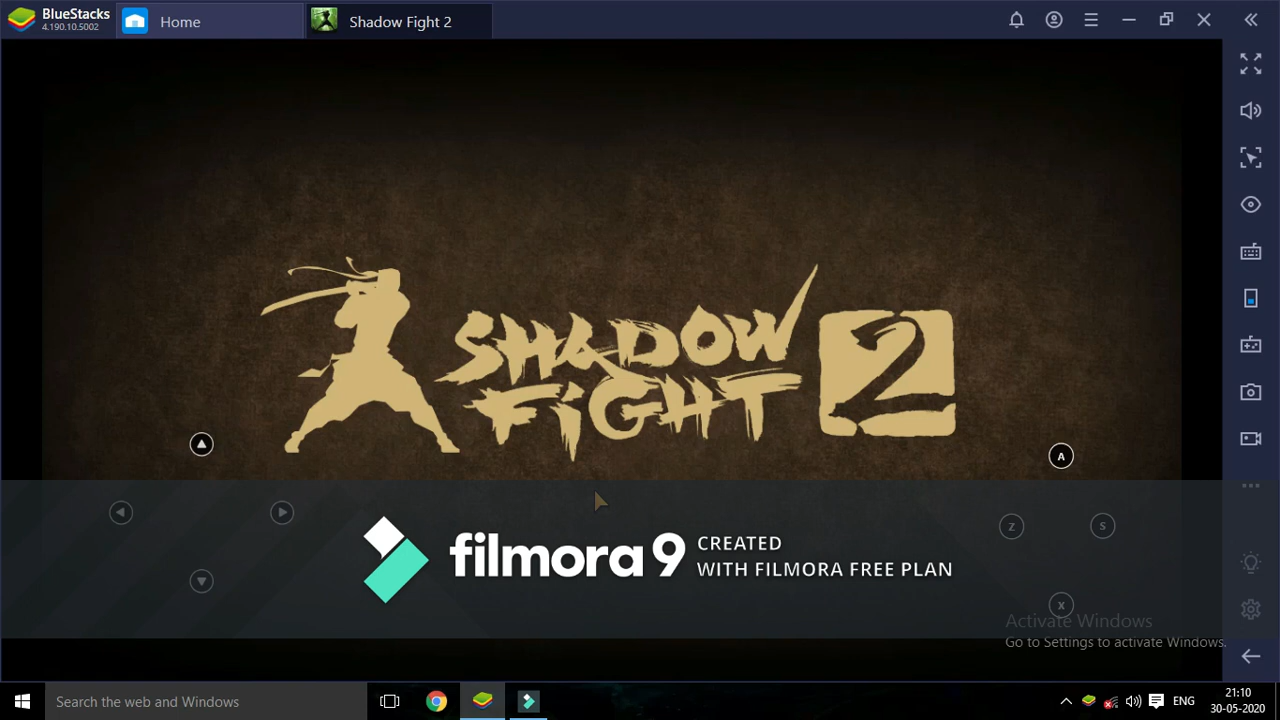 BlueStacks
4.190.10.5002
Home
Shadow Fight 2
SHADOW
FIGHT
2
A
Z
S
X
filmora 9
CREATED
WITH FILMORA FREE PLAN
Activate Windows
Go to Settings to activate Windows.
Search the web and Windows
ENG
21:10
30-05-2020